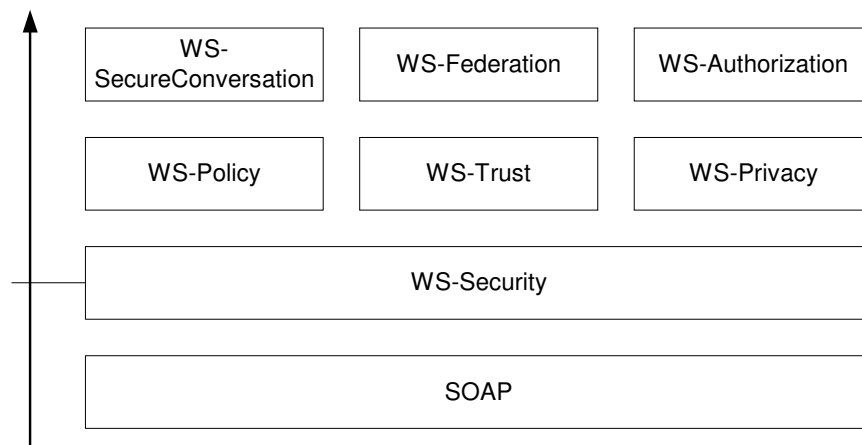 WS-
SecureConversation
WS-Federation
WS-Authorization
WS-Policy
WS-Trust
WS-Privacy
WS-Security
SOAP